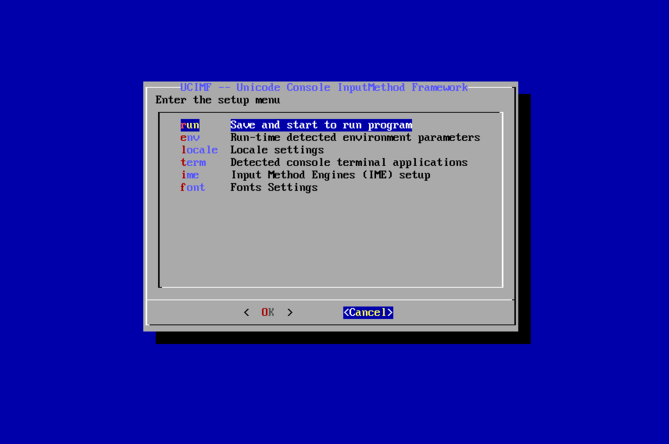 UCIMF -- Unicode Console InputMethod Framework
Enter the setup menu
run Save and start to run program
env Run-time detected environment parameters
locale Locale settings
term Detected console terminal applications
ime Input Method Engines (IME) setup
font Fonts Settings
< OK > <Cancel>